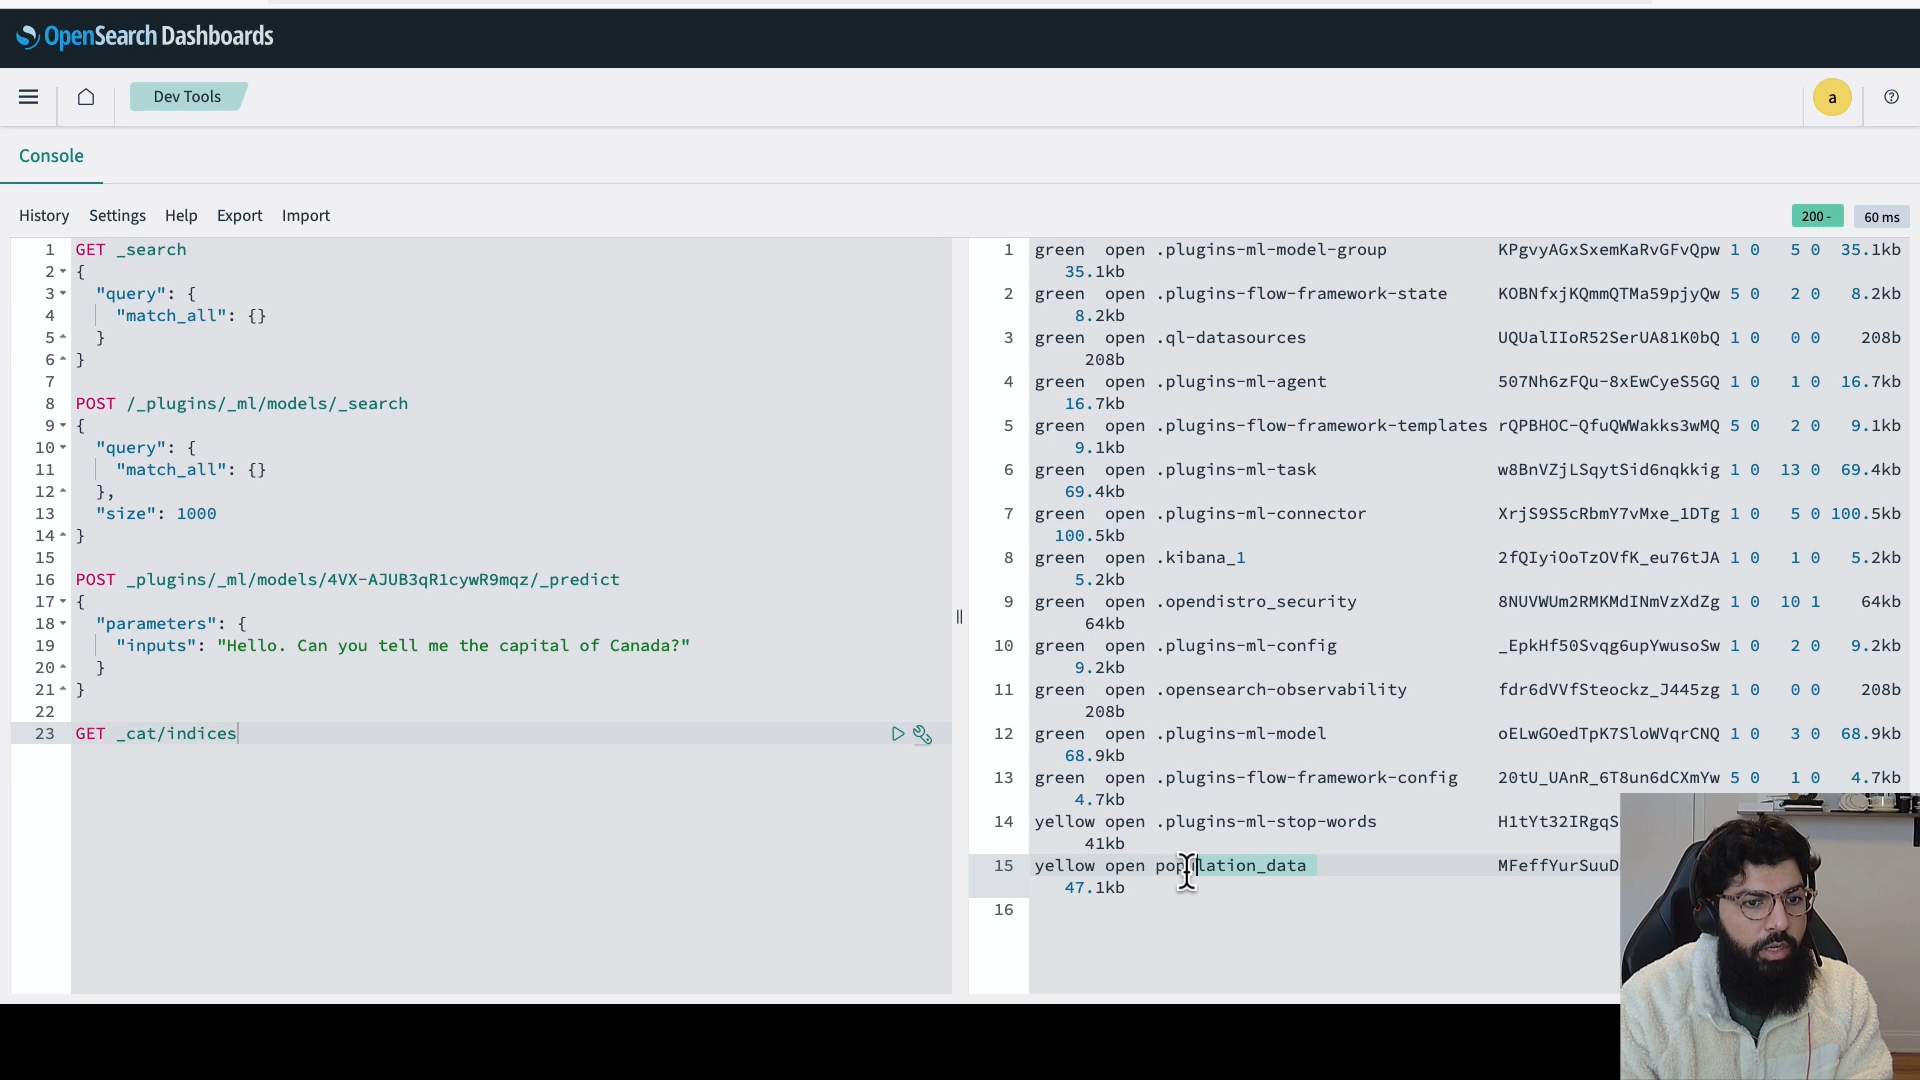 OpenSearch Dashboards
Dev Tools
a
Console
History Settings Help Export Import
200 -
60 ms
1 GET _search
2 {
3 "query": {
4 "match_all": {}
5 }
6 }
7
8 POST /_plugins/_ml/models/_search
9 {
10 "query": {
11 "match_all": {}
12 },
13 "size": 1000
14 }
15
16 POST _plugins/_ml/models/4VX-AJUB3qR1cywR9mqz/_predict
17 {
18 "parameters": {
19 "inputs": "Hello. Can you tell me the capital of Canada?"
20 }
21 }
22
23 GET _cat/indices
1 green open .plugins-ml-model-group KPgvyAGxSxemKaRvGFvQpw 1 0 5 0 35.1kb
35.1kb
2 green open .plugins-flow-framework-state KOBNfxjKQmmQTMa59pjyQw 5 0 2 0 8.2kb
8.2kb
3 green open .ql-datasources UQUalIIoR52SerUA81K0bQ 1 0 0 0 208b
208b
4 green open .plugins-ml-agent 507Nh6zFQu-8xEwCyeS5GQ 1 0 1 0 16.7kb
16.7kb
5 green open .plugins-flow-framework-templates rQPBHOC-QfuQWWakks3wMQ 5 0 2 0 9.1kb
9.1kb
6 green open .plugins-ml-task w8BnVZjLSqytSid6nqkkig 1 0 13 0 69.4kb
69.4kb
7 green open .plugins-ml-connector XrjS9S5cRbmY7vMxe_1DTg 1 0 5 0 100.5kb
100.5kb
8 green open .kibana_1 2fQIyiOoTzOVfK_eu76tJA 1 0 1 0 5.2kb
5.2kb
9 green open .opendistro_security 8NUVWUm2RMKMdINmVzXdZg 1 0 10 1 64kb
64kb
10 green open .plugins-ml-config _EpkHf50Svqg6upYwusoSw 1 0 2 0 9.2kb
9.2kb
11 green open .opensearch-observability fdr6dVVfSteockz_J445zg 1 0 0 0 208b
208b
12 green open .plugins-ml-model oELwGOedTpK7SloWVqrCNQ 1 0 3 0 68.9kb
68.9kb
13 green open .plugins-flow-framework-config 20tU_UAnR_6T8un6dCXmYw 5 0 1 0 4.7kb
4.7kb
14 yellow open .plugins-ml-stop-words H1tYt32IRgqS
41kb
15 yellow open population_data MFeffYurSuuD
47.1kb
16